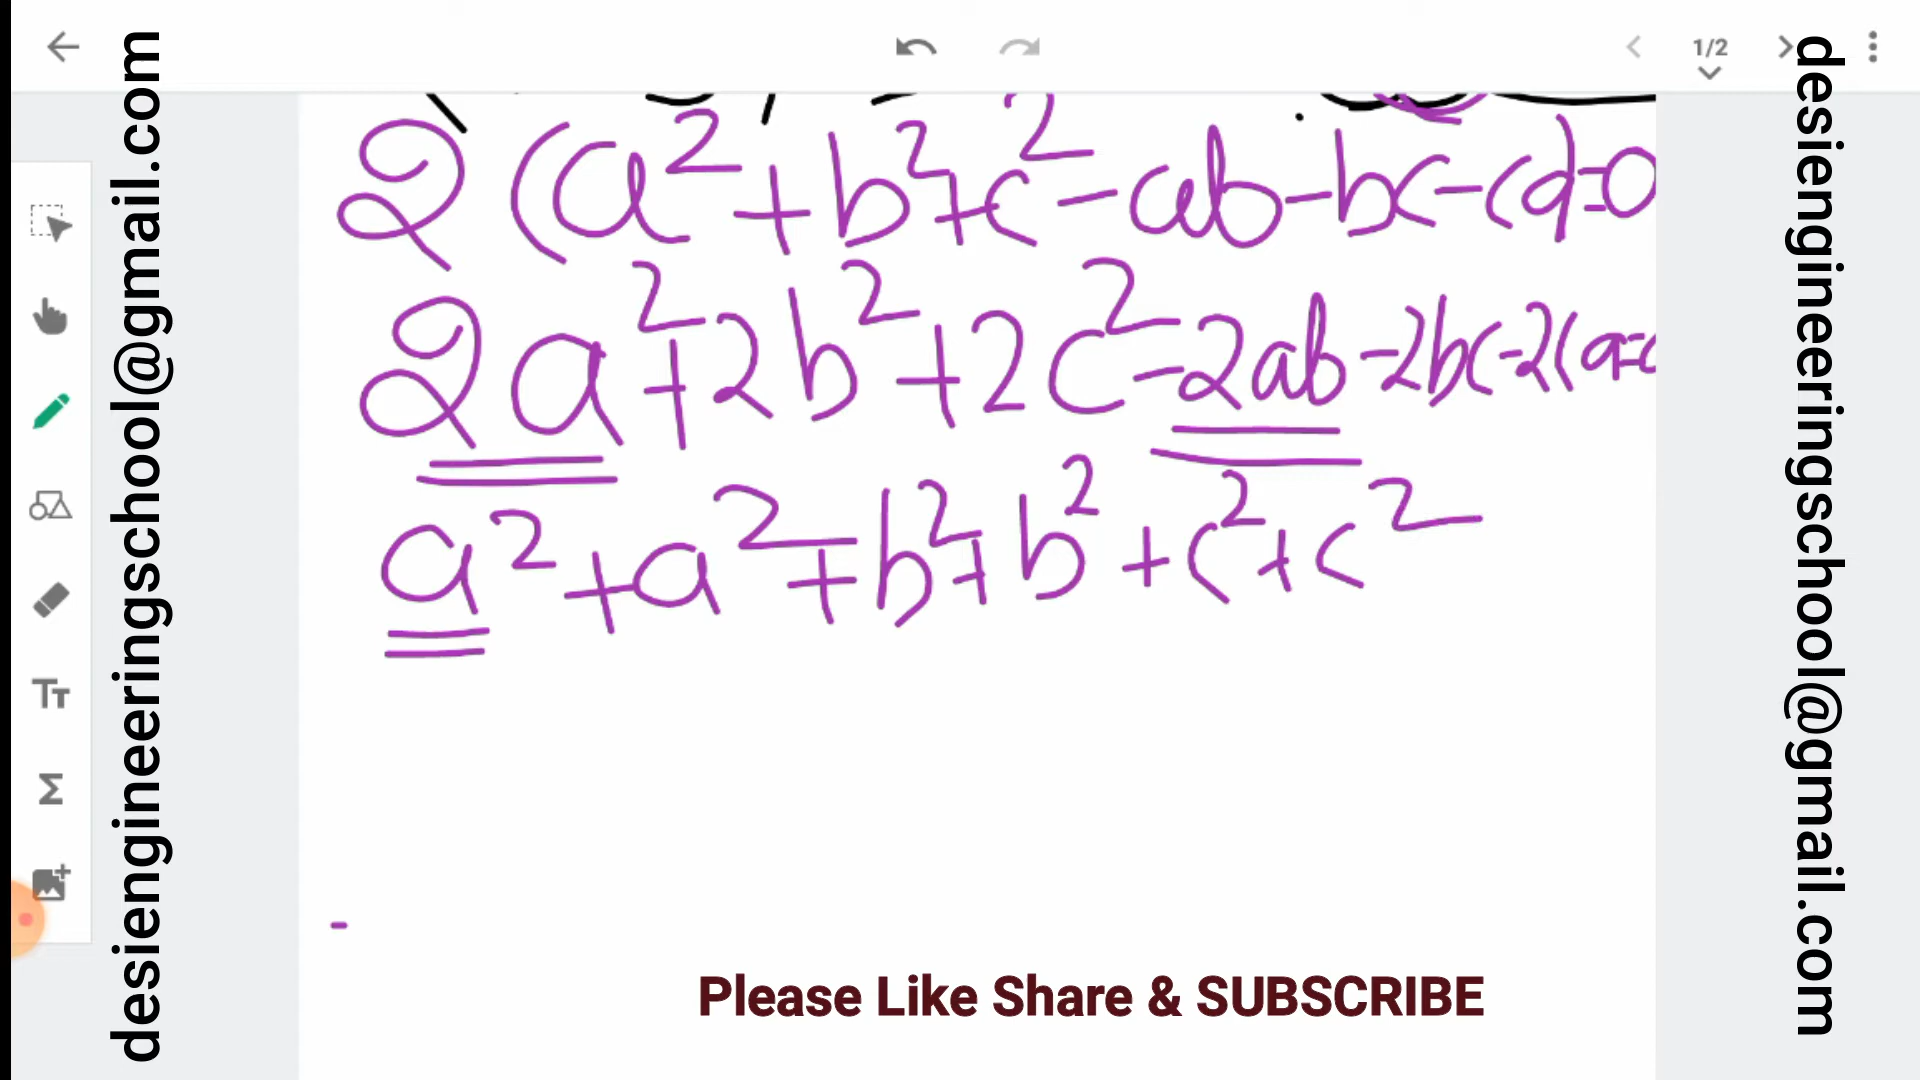 desiengineeringschool@gmail.com
1/2
2(a²+b²+c²-ab-bc-ca)=0
2a²+2b²+2c²-2ab-2bc-2ca=0
a²+a²+b²+b²+c²+c²
Tт
Σ
-
Please Like Share & SUBSCRIBE
desiengineeringschool@gmail.com